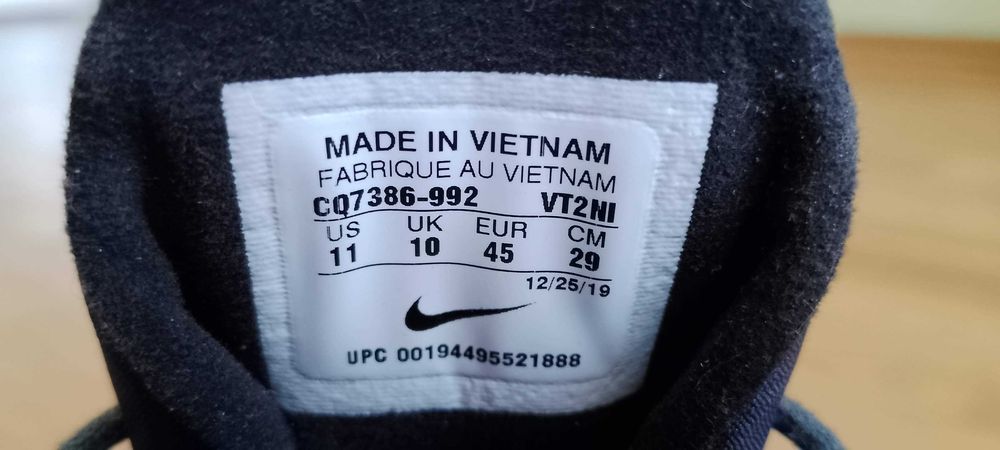 MADE IN VIETNAM
FABRIQUE AU VIETNAM
CQ7386-992 VT2NI
US UK EUR CM
11 10 45 29
12/25/19
UPC 00194495521888